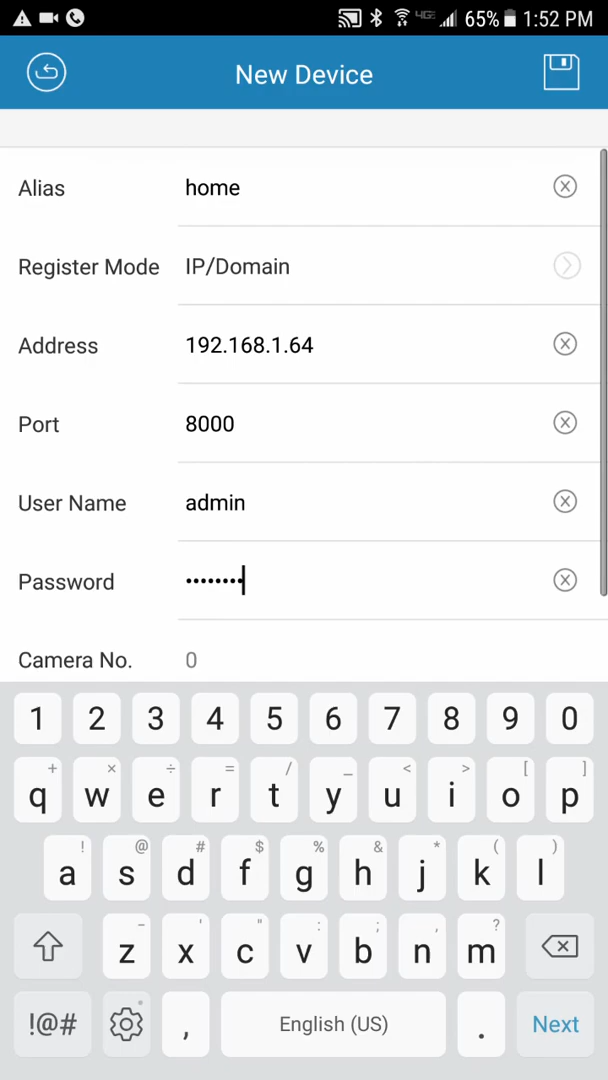 4GE 65% 1:52 PM
New Device
Alias home
Register Mode IP/Domain
Address 192.168.1.64
Port 8000
User Name admin
Password ••••••••
Camera No. 0
1 2 3 4 5 6 7 8 9 0
+ × ÷ = / _ < > [ ]
q w e r t y u i o p
! @ # $ % & * ( )
a s d f g h j k l
- ' " : ; , ?
z x c v b n m
!@# , English (US) . Next